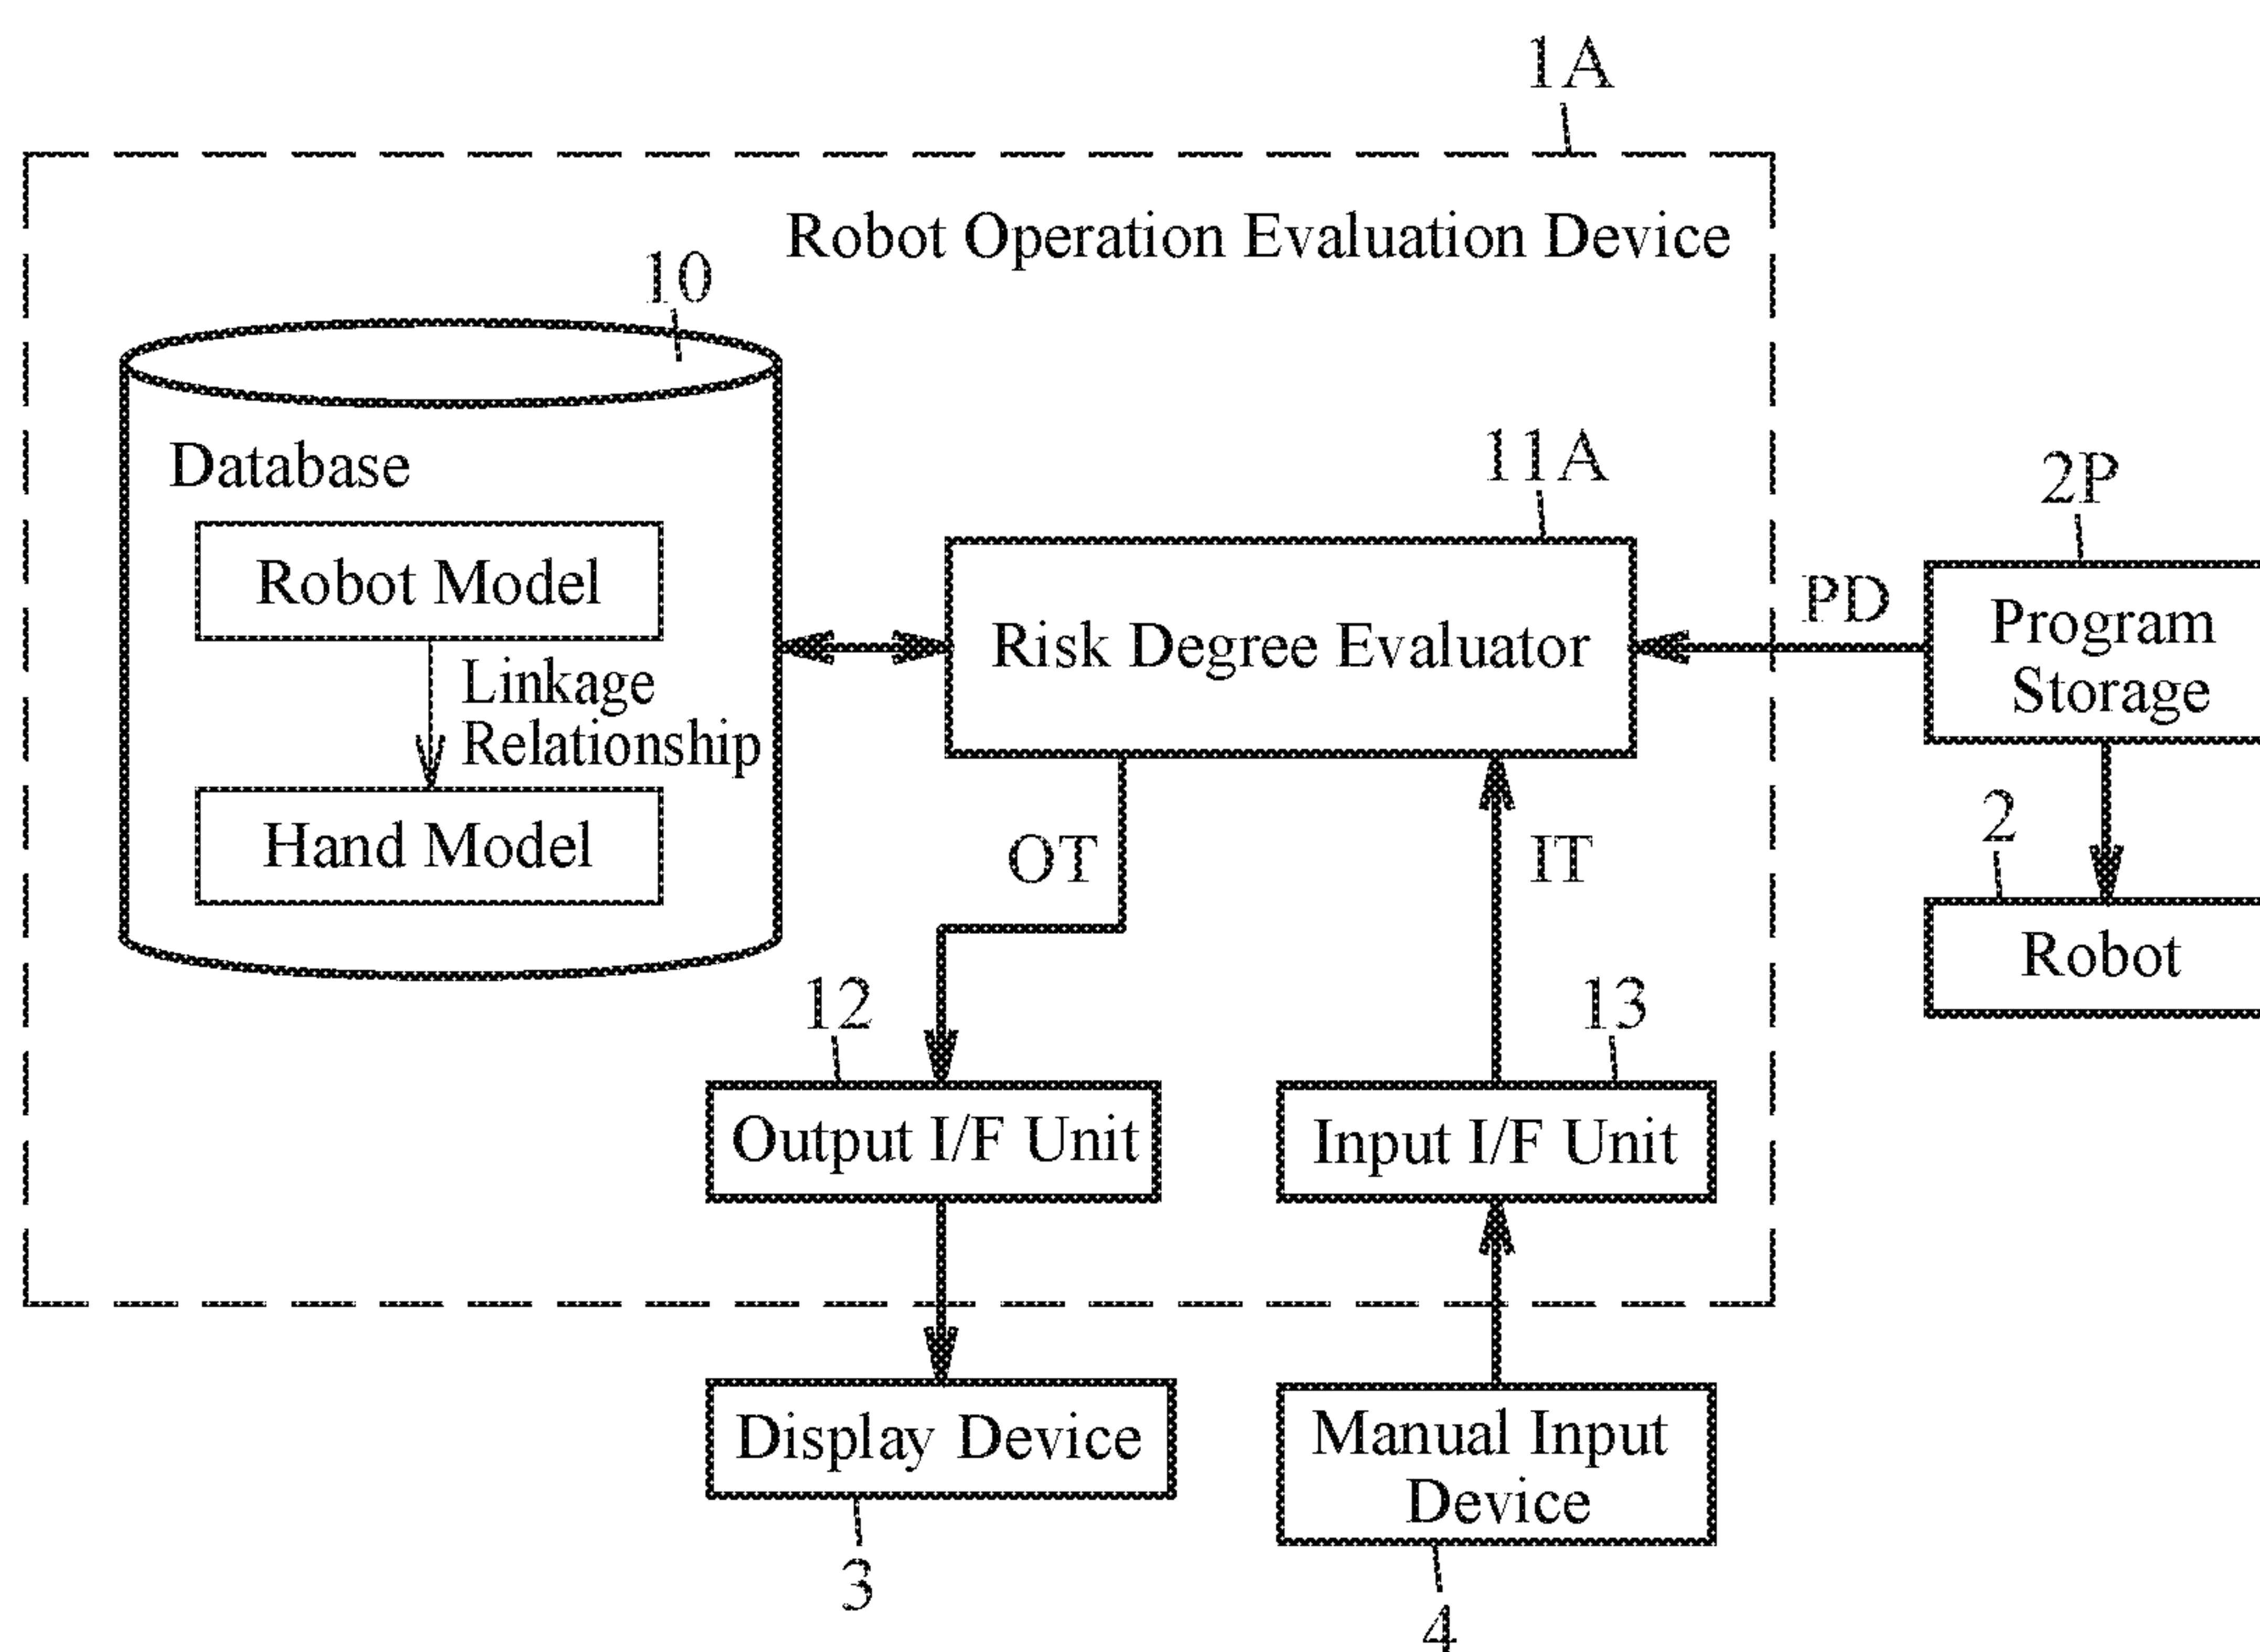 1A
Robot Operation Evaluation Device
10
Database
Robot Model
Linkage
Relationship
Hand Model
11A
Risk Degree Evaluator
PD
2P
Program
Storage
2
Robot
OT
IT
12
Output I/F Unit
13
Input I/F Unit
Display Device
3
Manual Input
Device
4